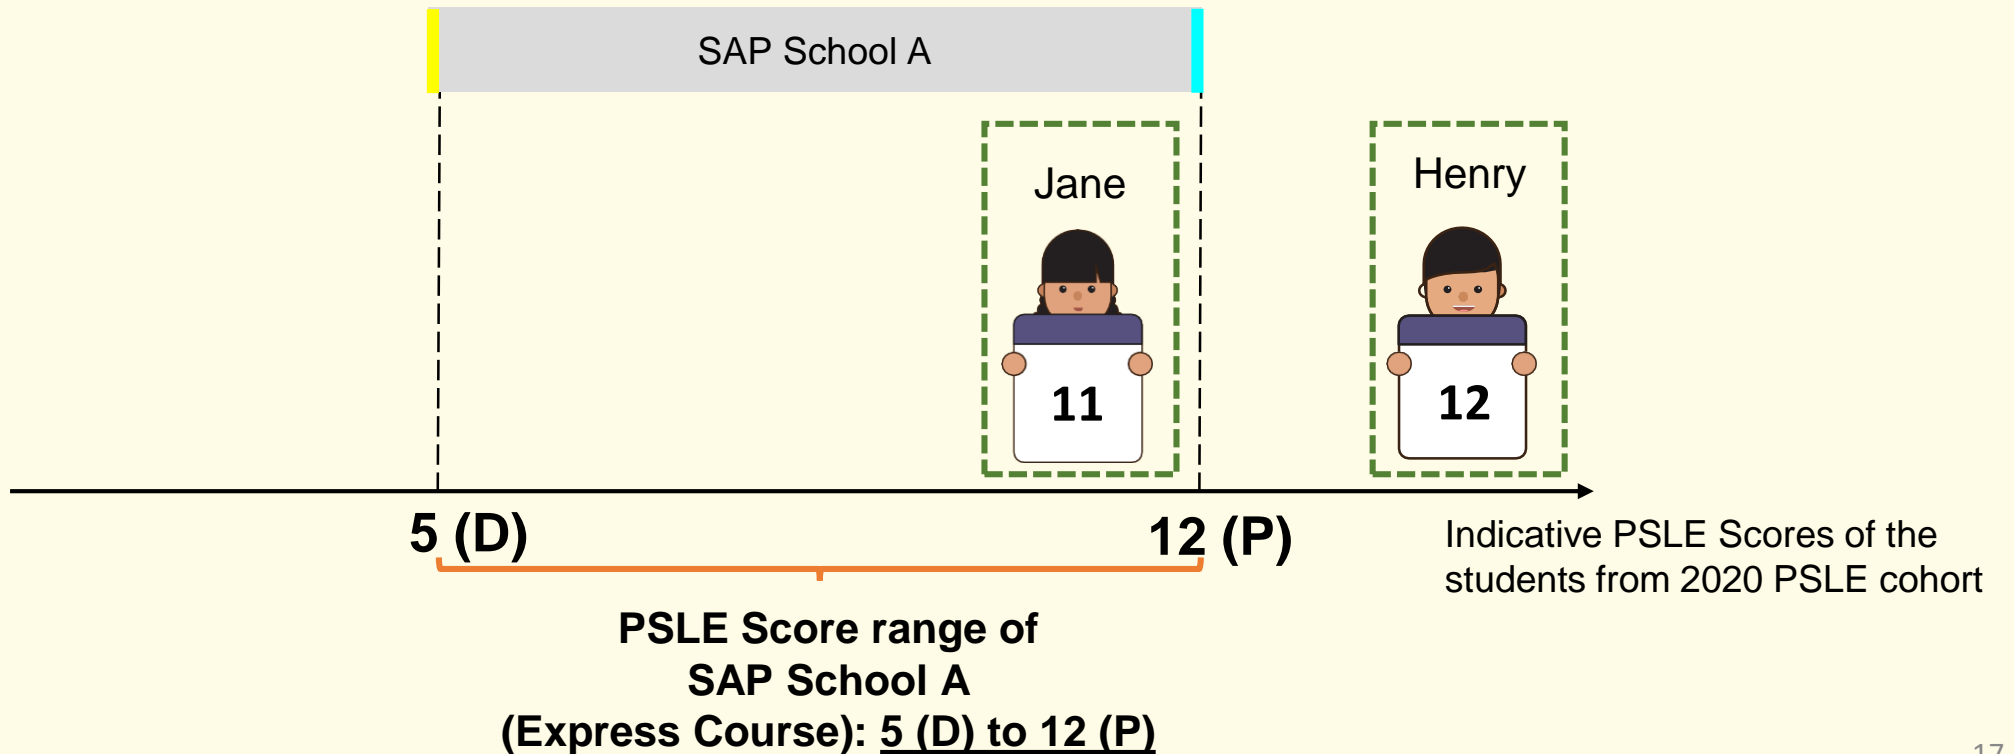 SAP School A
Jane
Henry
11
12
5 (D)
12 (P)
Indicative PSLE Scores of the
students from 2020 PSLE cohort
PSLE Score range of
SAP School A
(Express Course): 5 (D) to 12 (P)
17